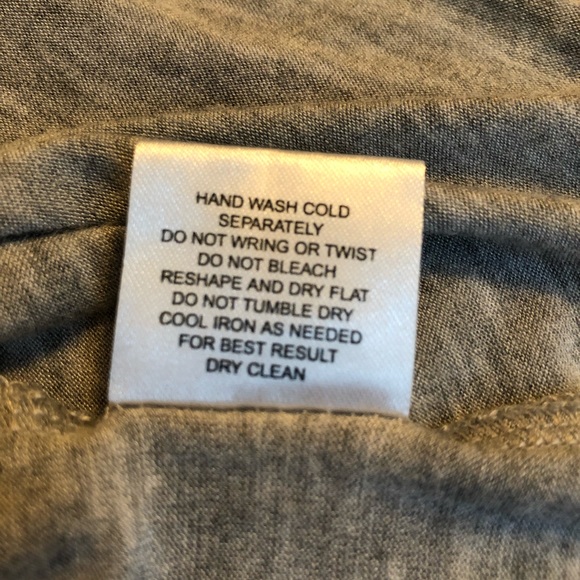 HAND WASH COLD
SEPARATELY
DO NOT WRING OR TWIST
DO NOT BLEACH
RESHAPE AND DRY FLAT
DO NOT TUMBLE DRY
COOL IRON AS NEEDED
FOR BEST RESULT
DRY CLEAN